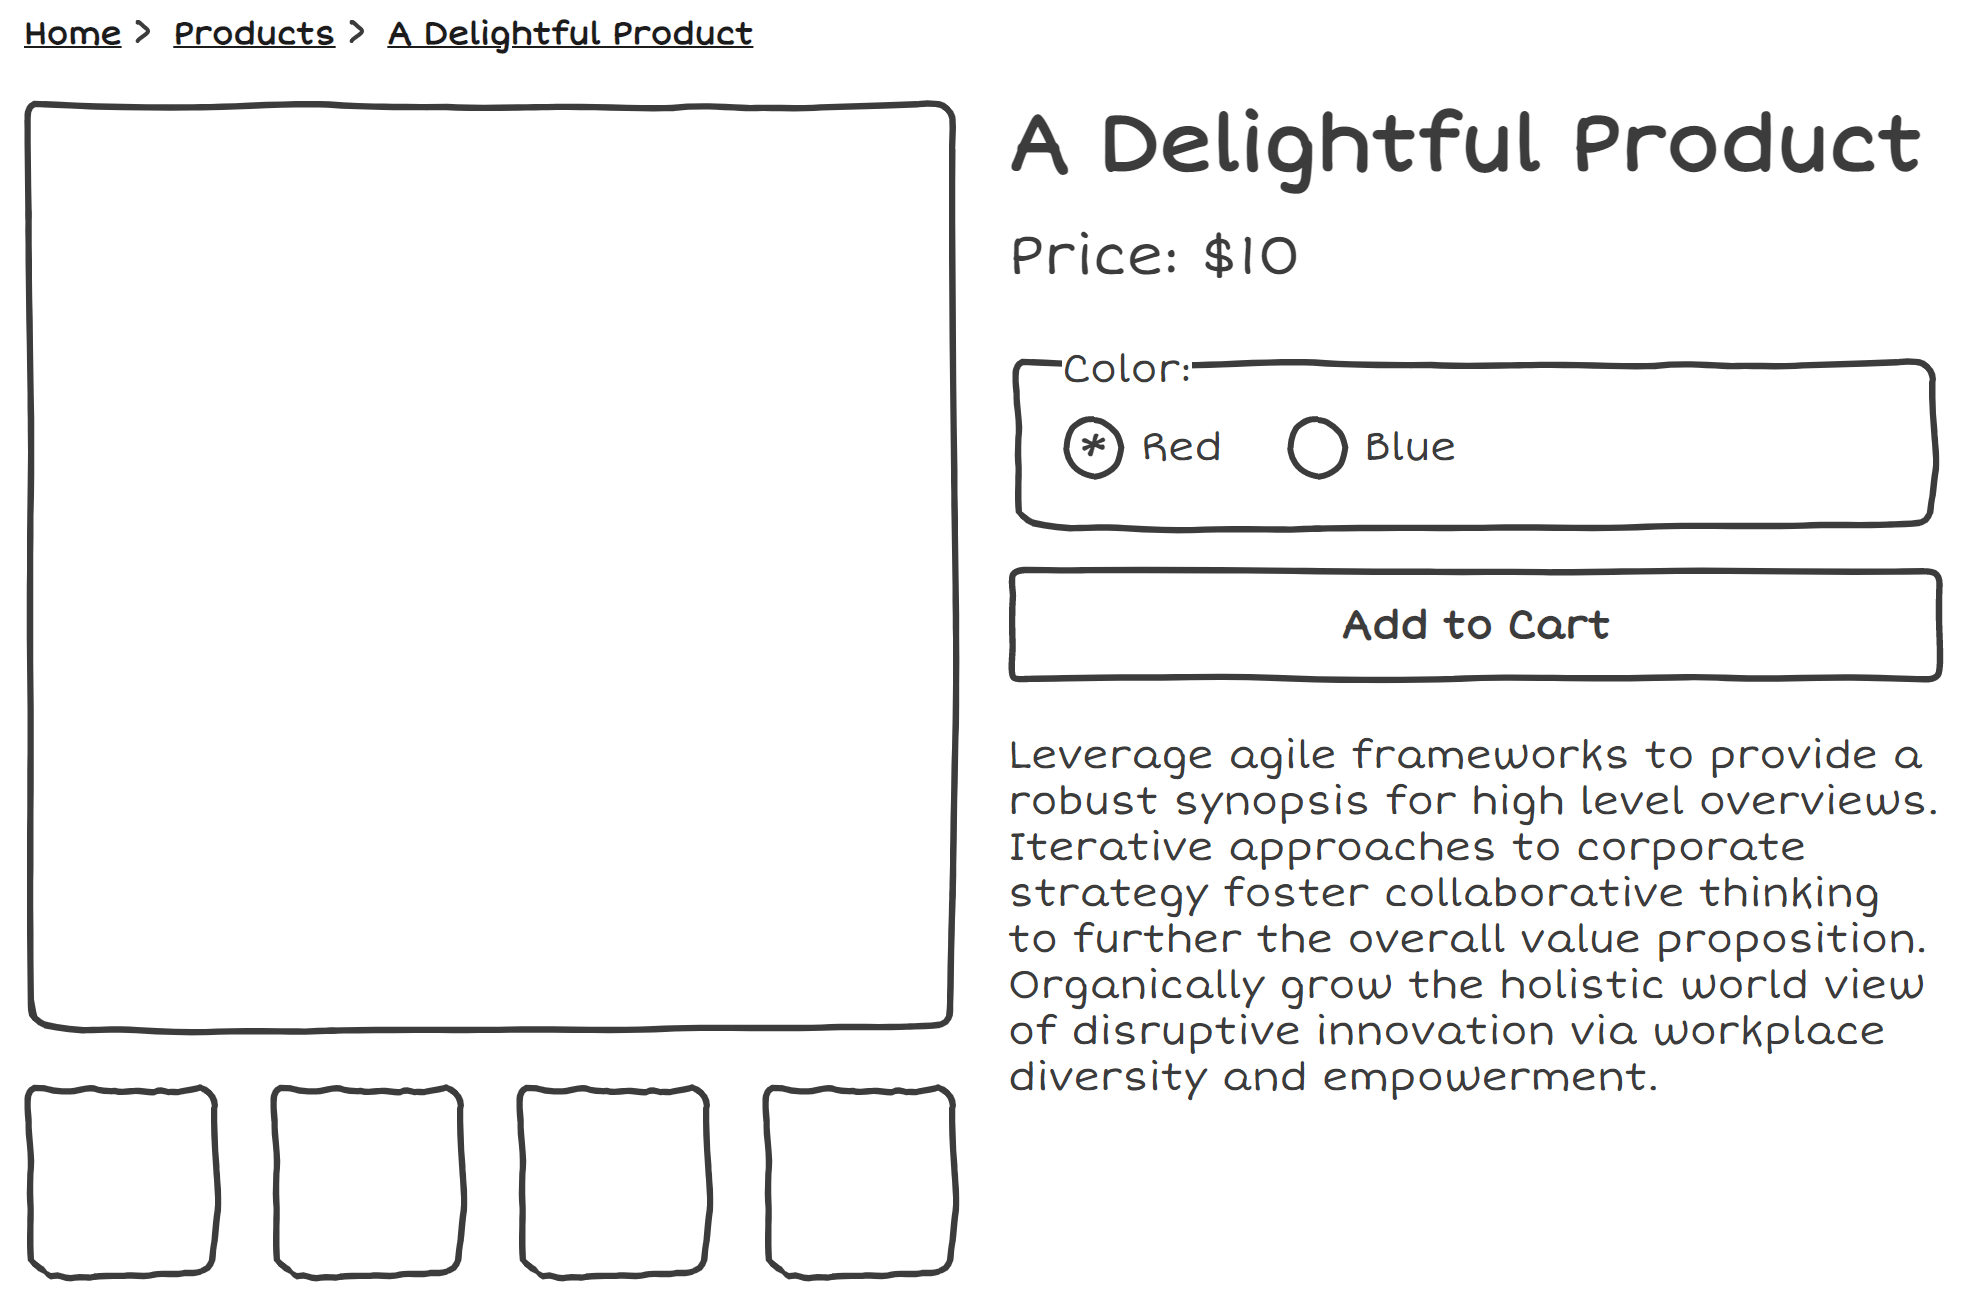 Home > Products > A Delightful Product
A Delightful Product
Price: $10
Color:
* Red Blue
Add to Cart
Leverage agile frameworks to provide a
robust synopsis for high level overviews.
Iterative approaches to corporate
strategy foster collaborative thinking
to further the overall value proposition.
Organically grow the holistic world view
of disruptive innovation via workplace
diversity and empowerment.